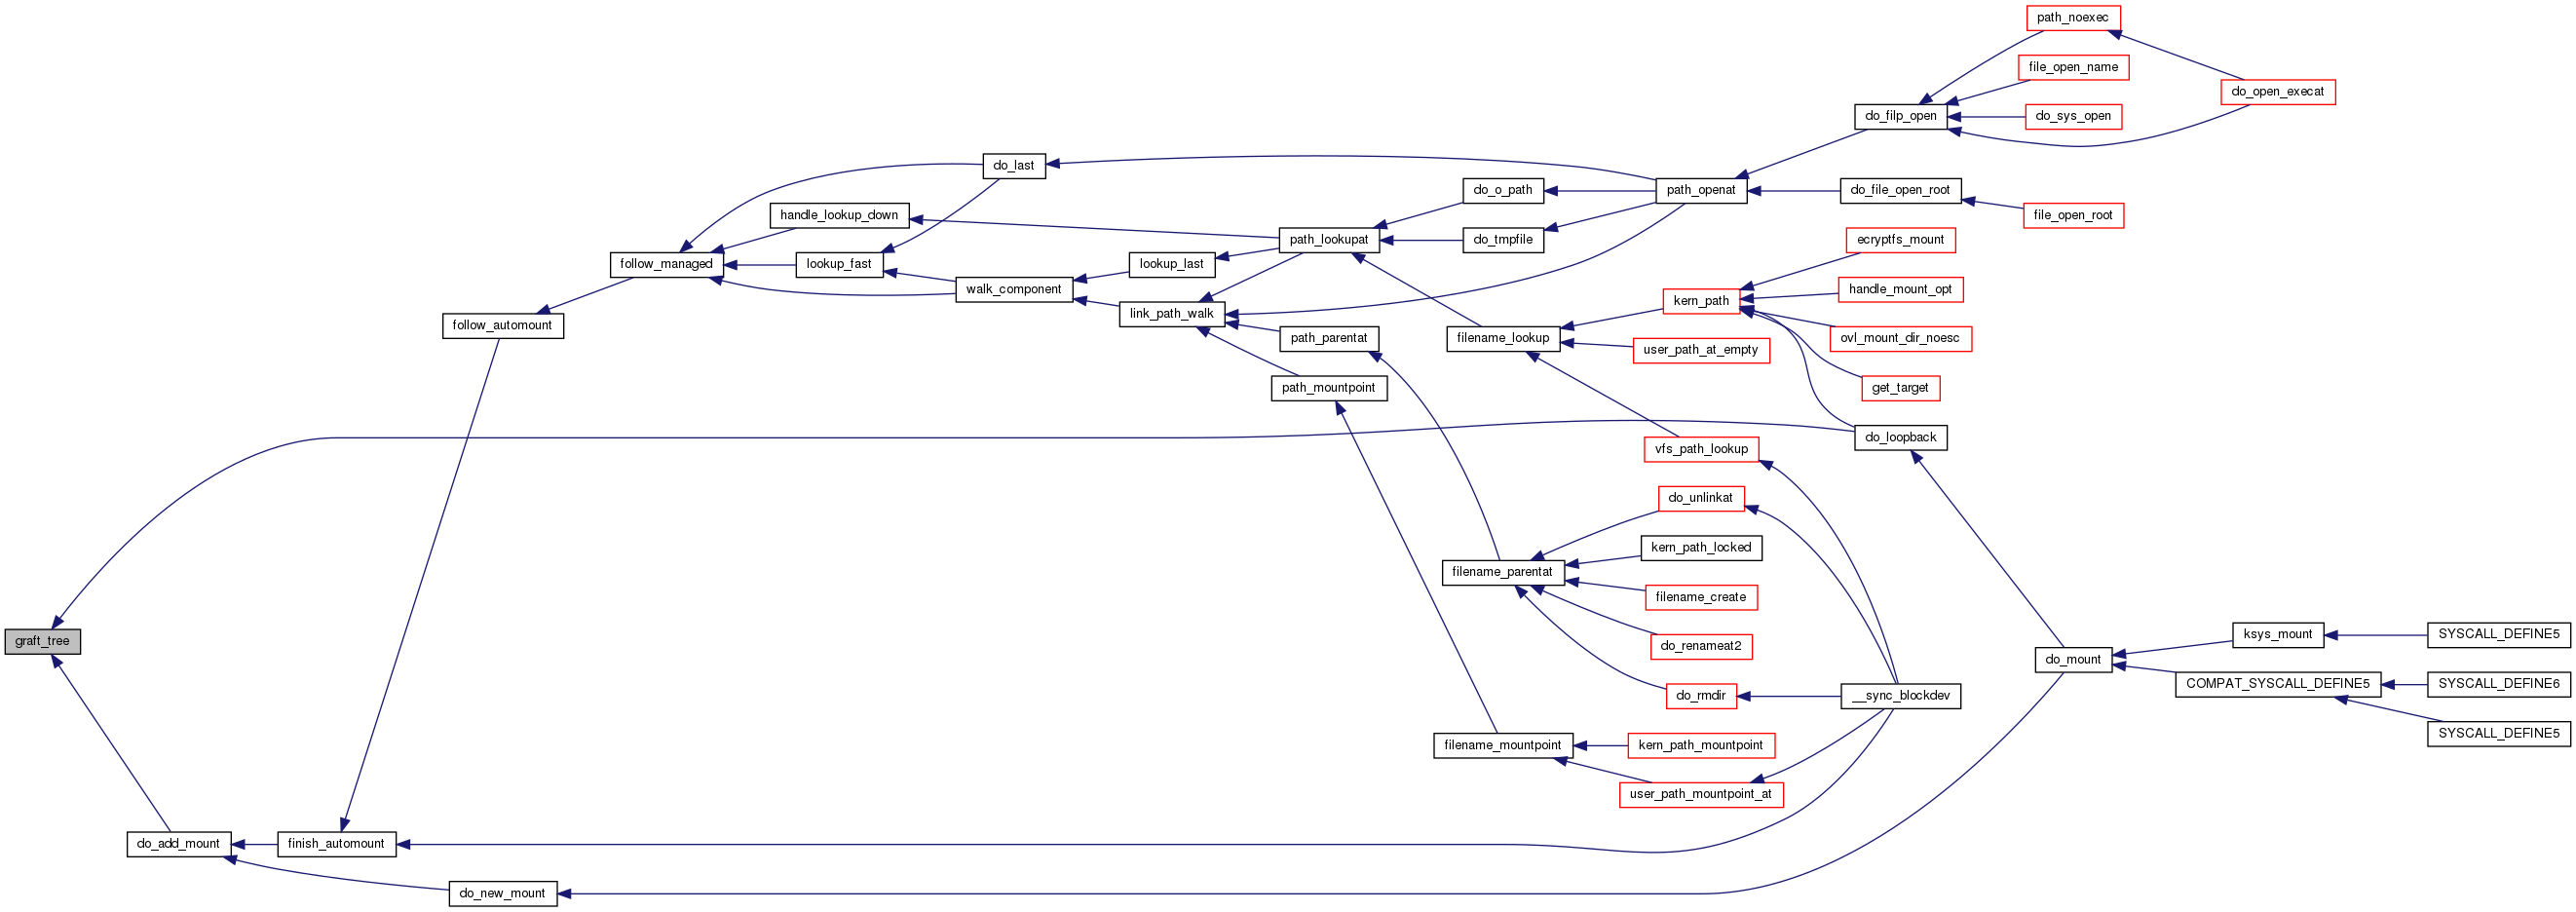 path_noexec
file_open_name
do_open_execat
do_filp_open
do_sys_open
do_last
do_o_path
path_openat
do_file_open_root
handle_lookup_down
file_open_root
path_lookupat
do_tmpfile
ecryptfs_mount
follow_managed
lookup_fast
lookup_last
walk_component
handle_mount_opt
kern_path
link_path_walk
follow_automount
path_parentat
filename_lookup
ovl_mount_dir_noesc
user_path_at_empty
path_mountpoint
get_target
do_loopback
vfs_path_lookup
do_unlinkat
kern_path_locked
filename_parentat
filename_create
graft_tree
do_renameat2
ksys_mount
SYSCALL_DEFINE5
do_mount
do_rmdir
__sync_blockdev
COMPAT_SYSCALL_DEFINE5
SYSCALL_DEFINE6
SYSCALL_DEFINE5
filename_mountpoint
kern_path_mountpoint
user_path_mountpoint_at
do_add_mount
finish_automount
do_new_mount